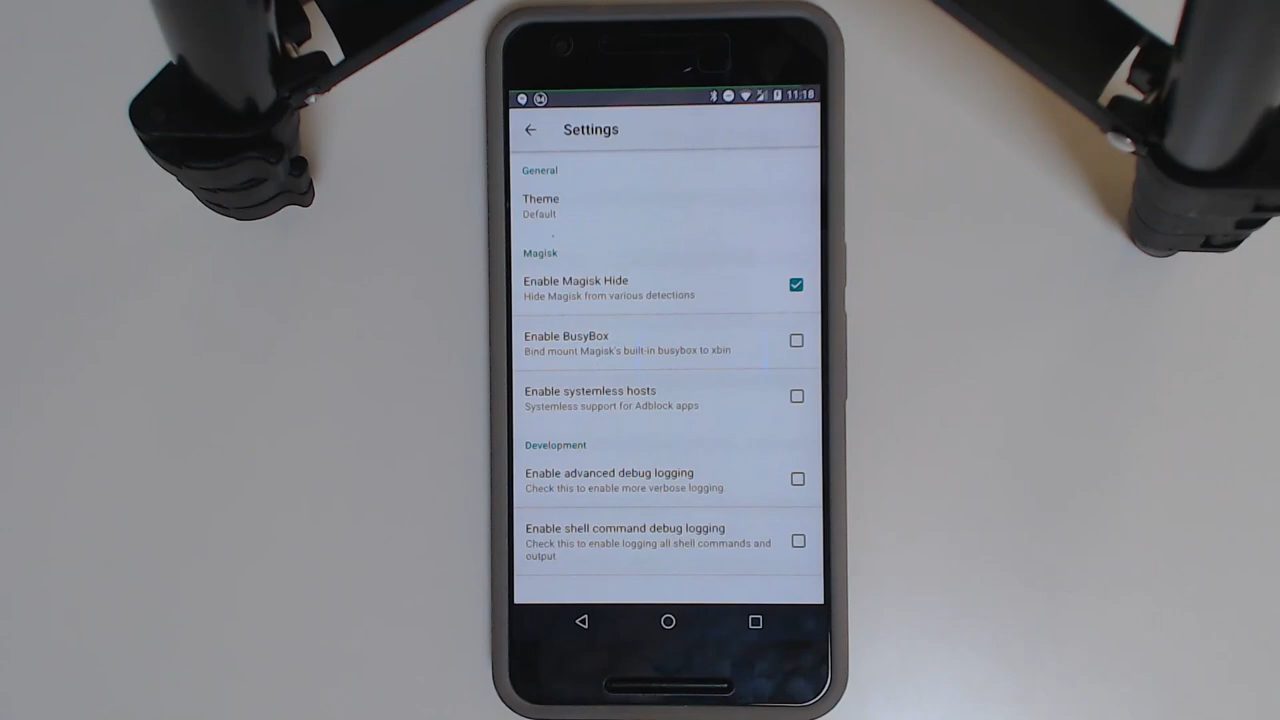 11:18
Settings
General
Theme
Default
Magisk
Enable Magisk Hide
Hide Magisk from various detections
Enable BusyBox
Bind mount Magisk's built-in busybox to xbin
Enable systemless hosts
Systemless support for Adblock apps
Development
Enable advanced debug logging
Check this to enable more verbose logging.
Enable shell command debug logging
Check this to enable logging all shell commands and
output